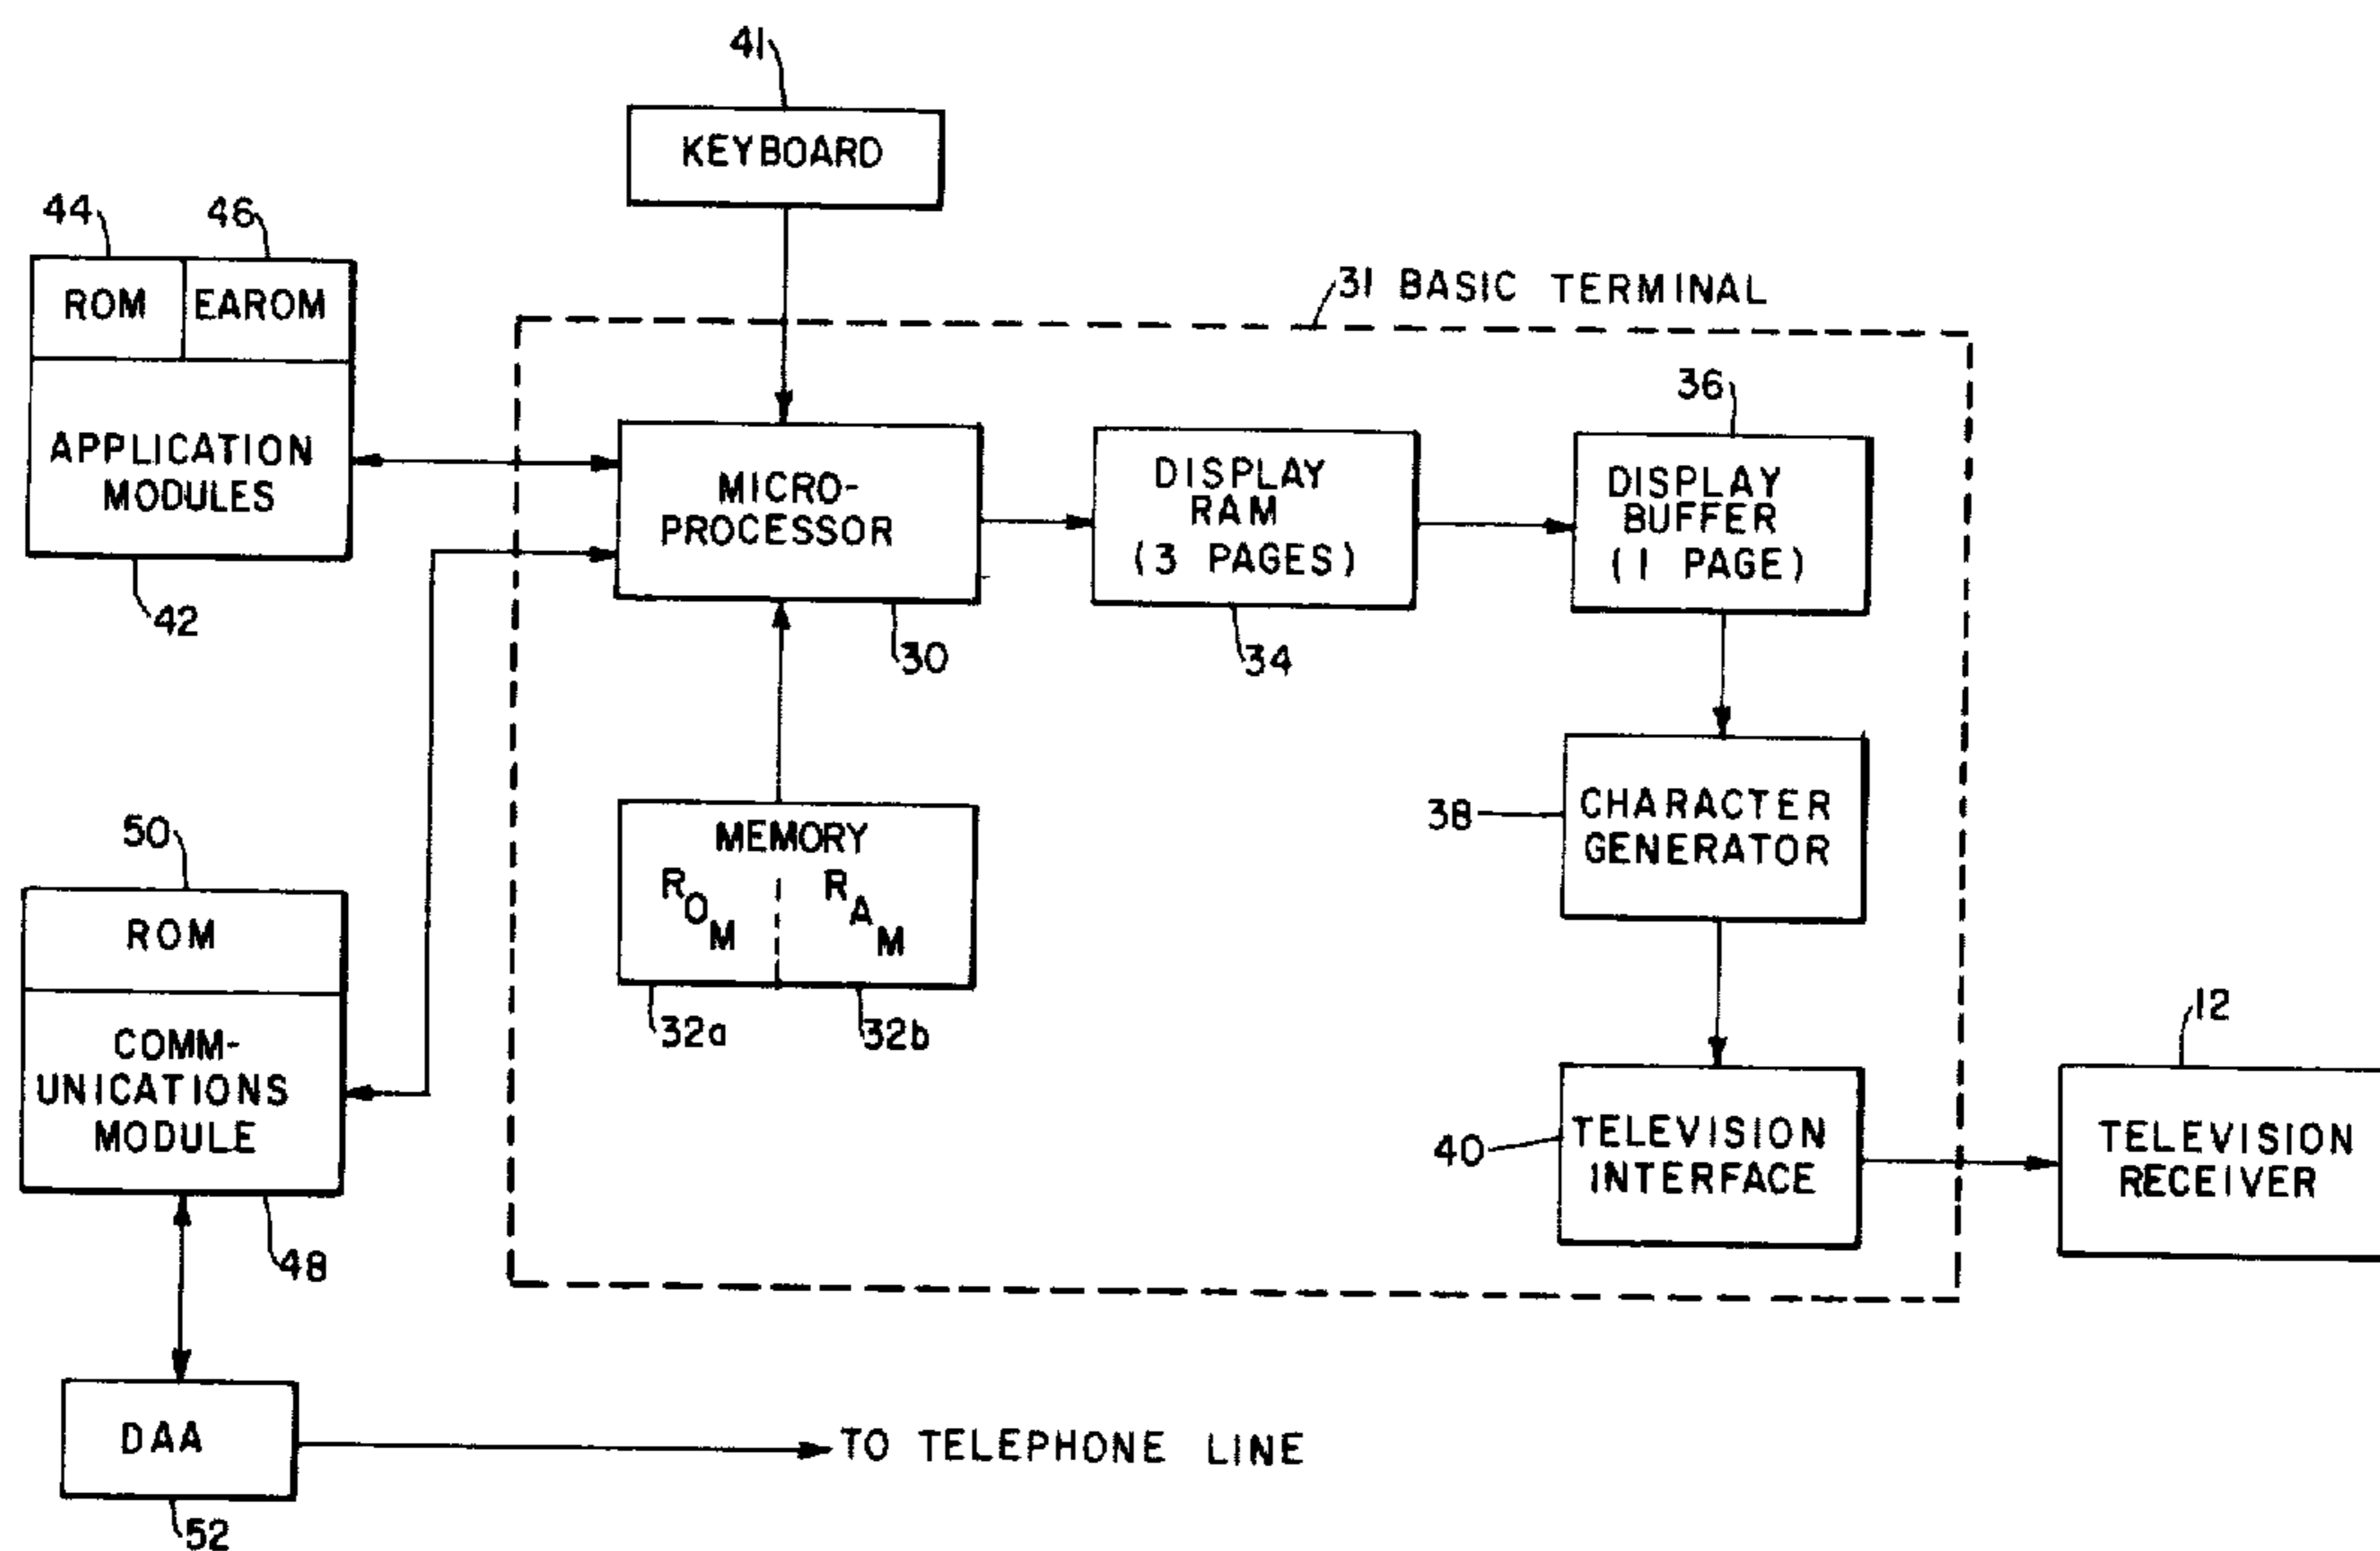 41
KEYBOARD
44
46
ROM
EAROM
APPLICATION
MODULES
42
31 BASIC TERMINAL
MICRO-
PROCESSOR
30
DISPLAY
RAM
(3 PAGES)
34
36
DISPLAY
BUFFER
(1 PAGE)
MEMORY
ROM
RAM
32a
32b
38
CHARACTER
GENERATOR
50
ROM
COMM-
UNICATIONS
MODULE
48
40
TELEVISION
INTERFACE
12
TELEVISION
RECEIVER
DAA
52
TO TELEPHONE LINE